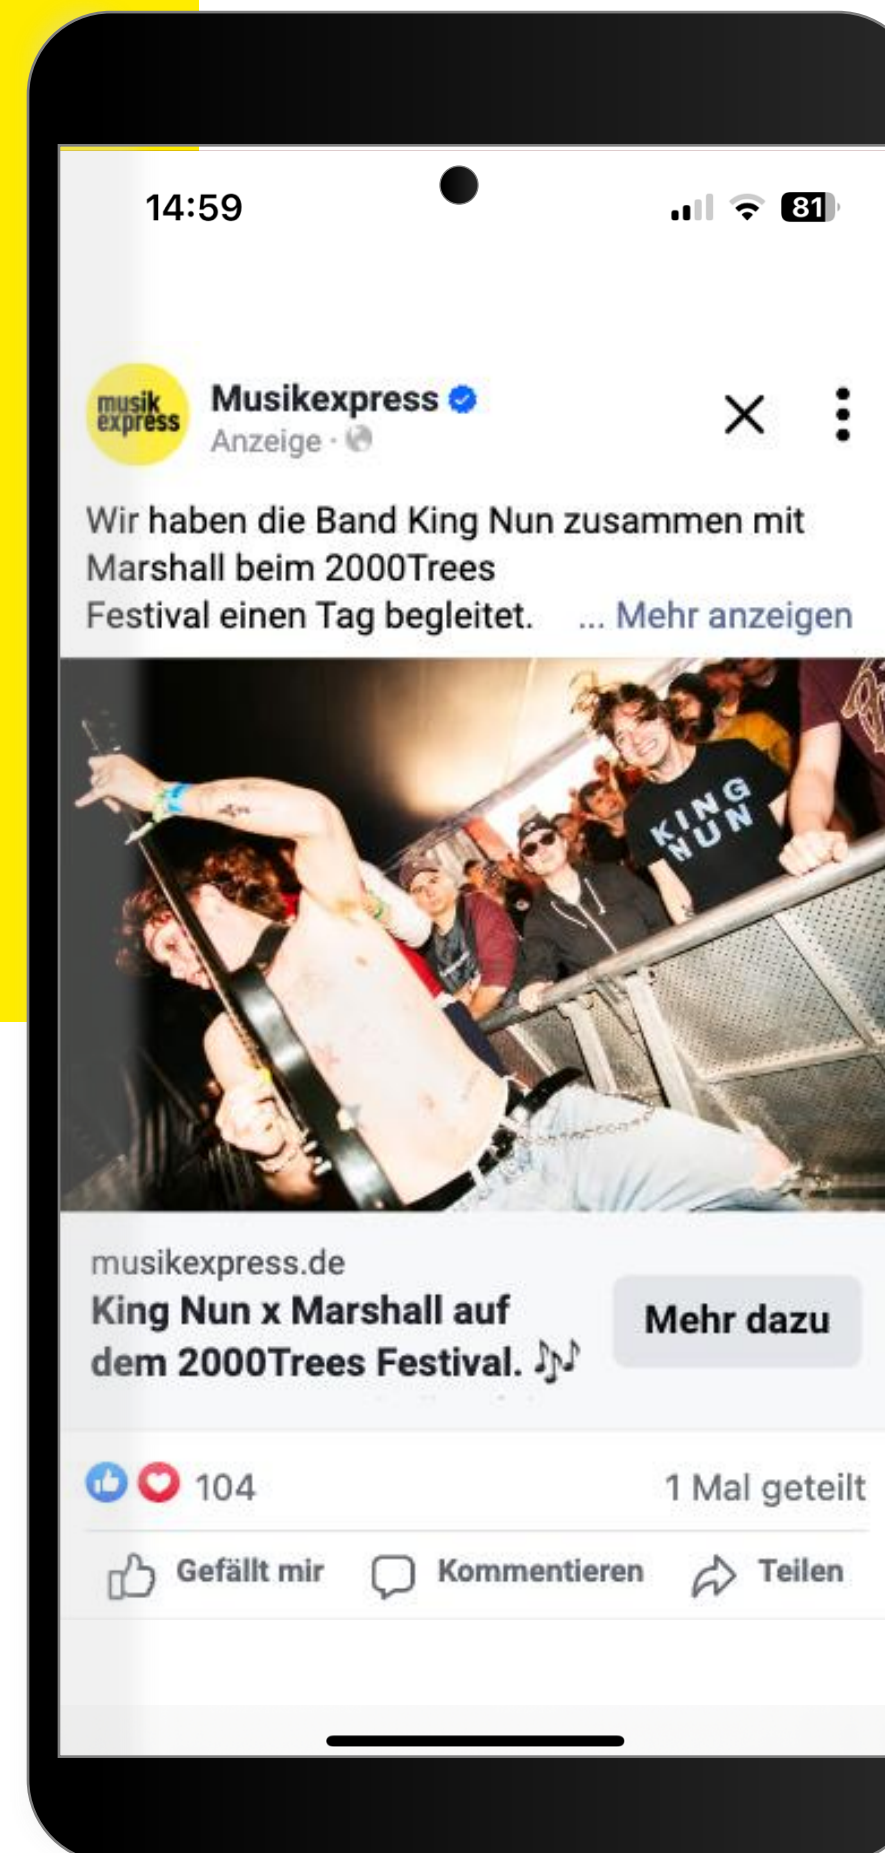 14:59
81
musik
express
Musikexpress
Anzeige ·
Wir haben die Band King Nun zusammen mit
Marshall beim 2000Trees
Festival einen Tag begleitet. ... Mehr anzeigen
KING
NUN
musikexpress.de
King Nun x Marshall auf
dem 2000Trees Festival. 🎶
Mehr dazu
104
1 Mal geteilt
Gefällt mir
Kommentieren
Teilen